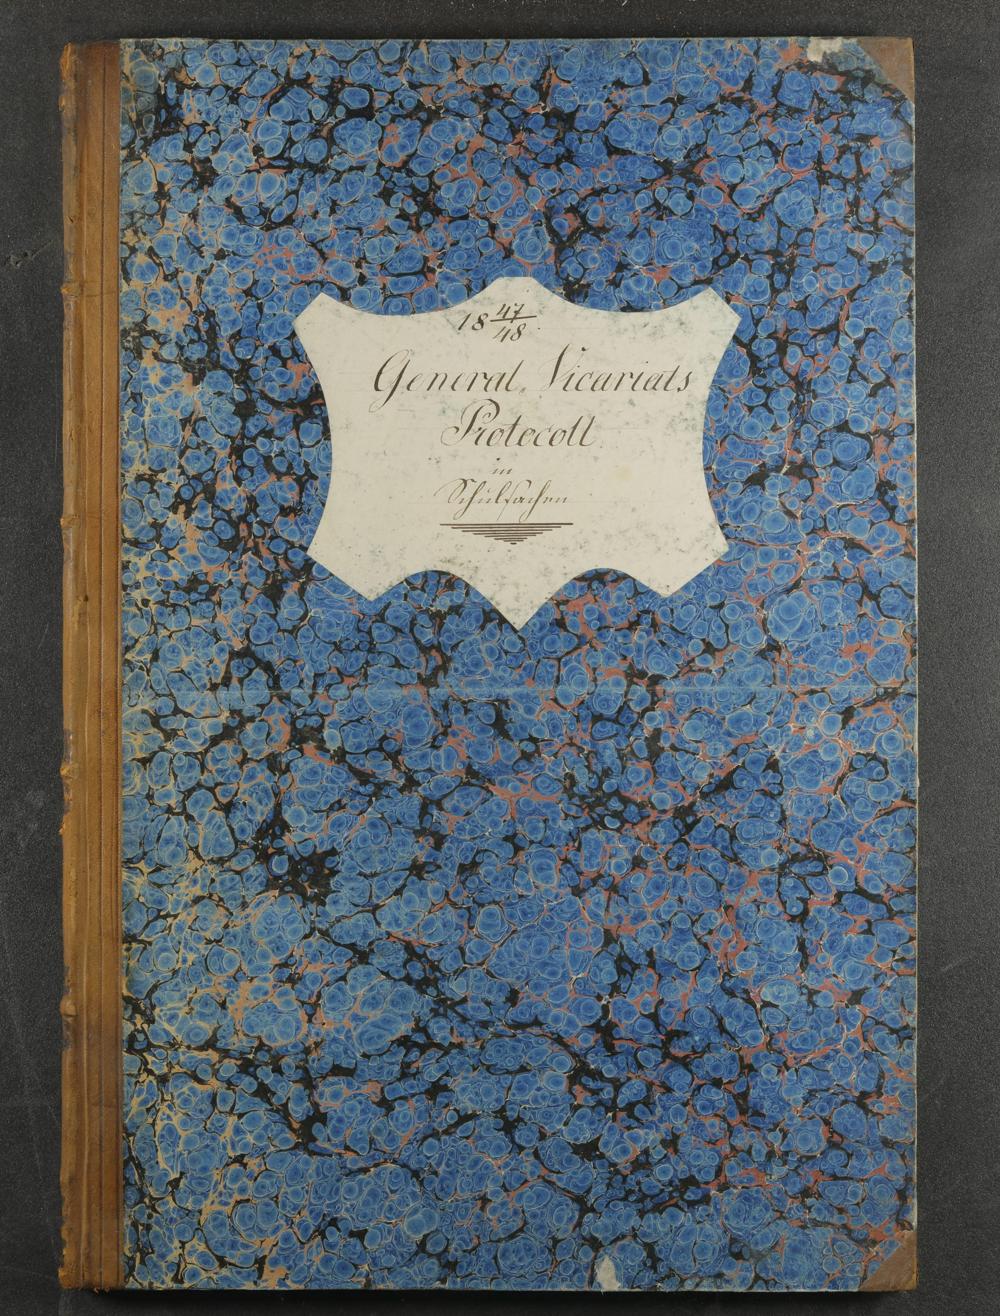 18 47/48.
General Vicariats
Protocoll
in
Schulsachen